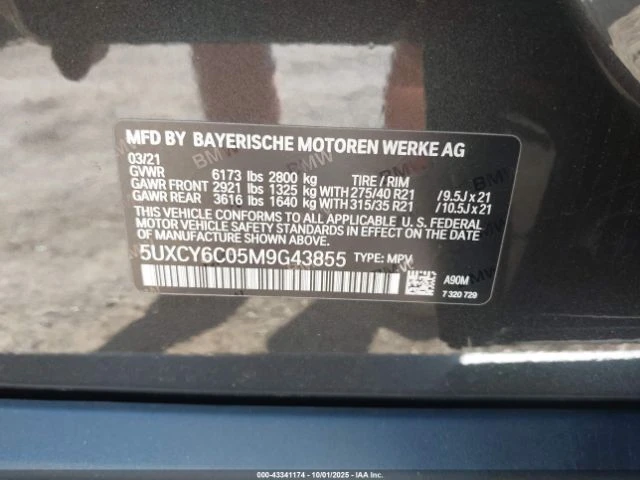 MFD BY BAYERISCHE MOTOREN WERKE AG
03/21
GVWR 6173 lbs 2800 kg TIRE / RIM
GAWR FRONT 2921 lbs 1325 kg WITH 275/40 R21 /9.5J x 21
GAWR REAR 3616 lbs 1640 kg WITH 315/35 R21 /10.5J x 21
THIS VEHICLE CONFORMS TO ALL APPLICABLE U. S. FEDERAL
MOTOR VEHICLE SAFETY STANDARDS IN EFFECT ON THE
DATE OF MANUFACTURE SHOWN ABOVE.
5UXCY6C05M9G43855 TYPE: MPV
A90M
7 320 729
000-43341174 | 10/01/2025 | IAA Inc.